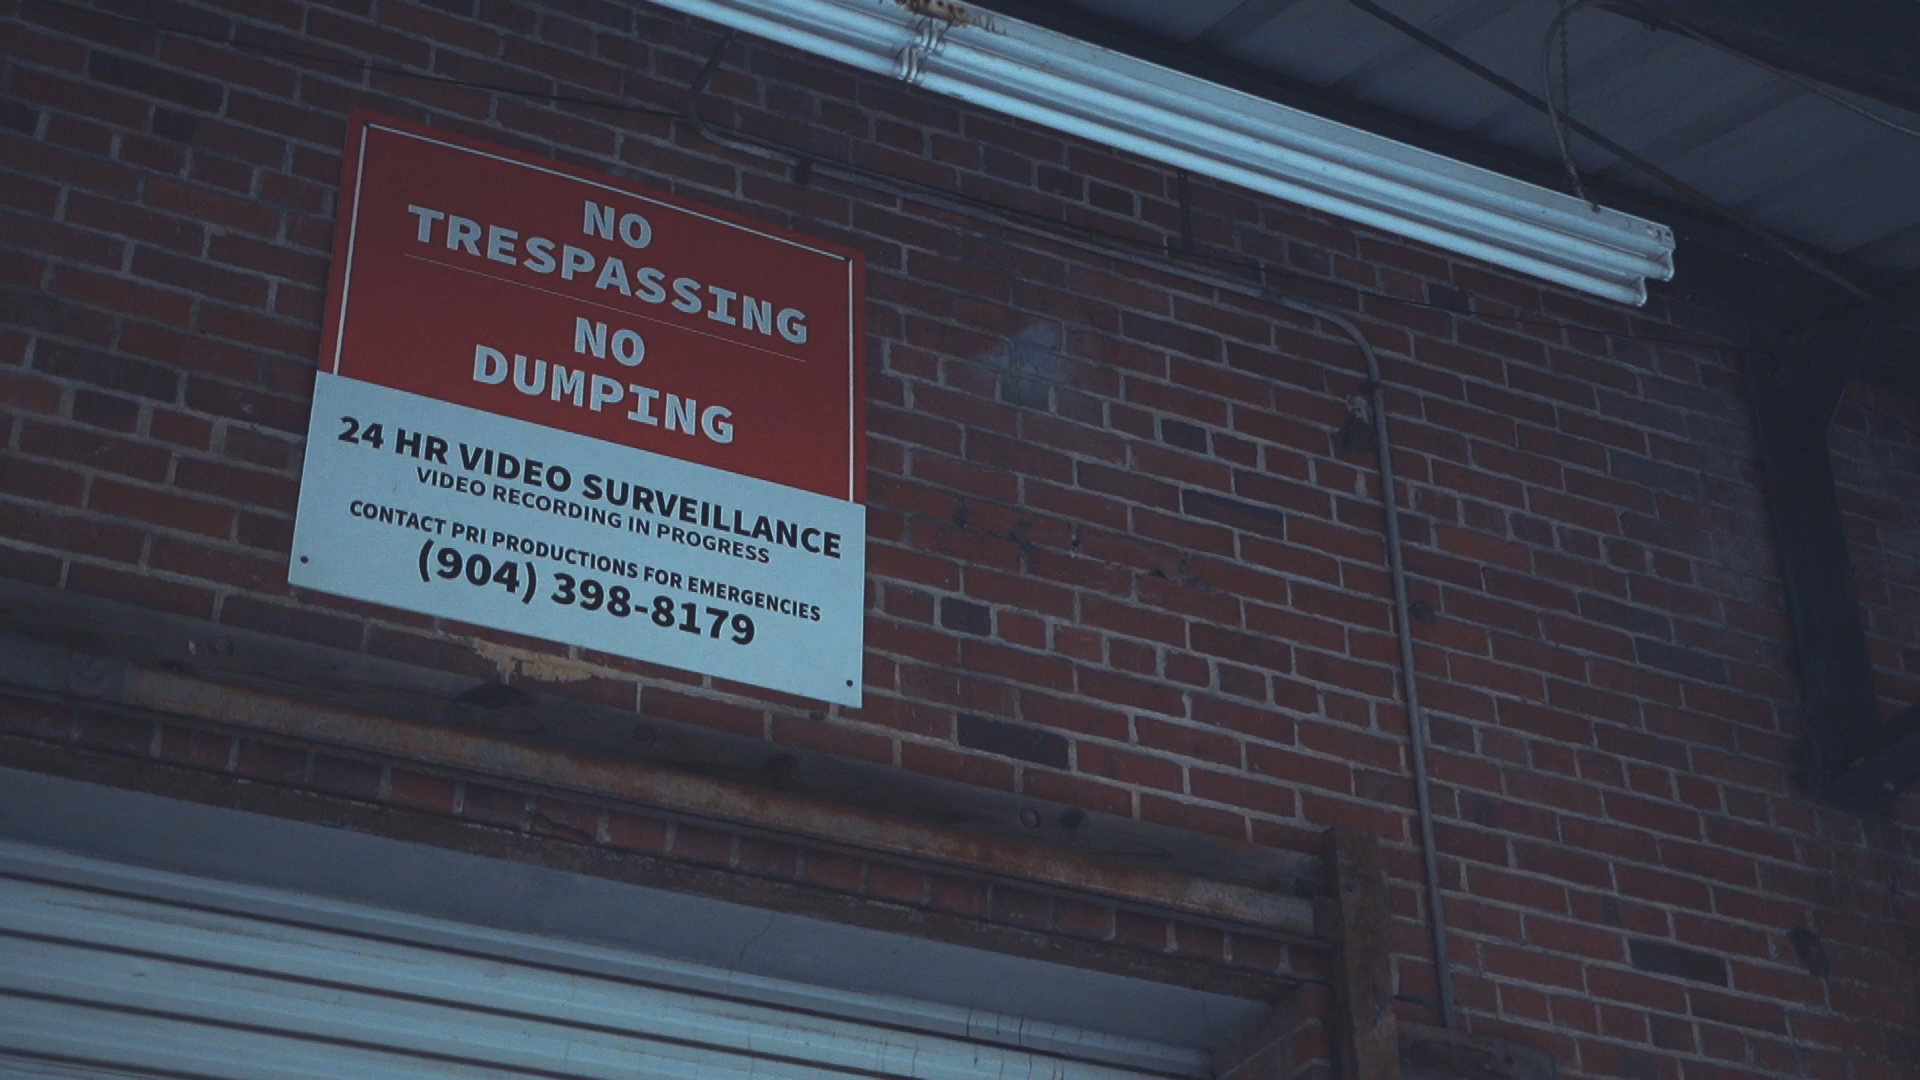 NO
TRESPASSING
NO
DUMPING
24 HR VIDEO SURVEILLANCE
VIDEO RECORDING IN PROGRESS
CONTACT PRI PRODUCTIONS FOR EMERGENCIES
(904) 398-8179